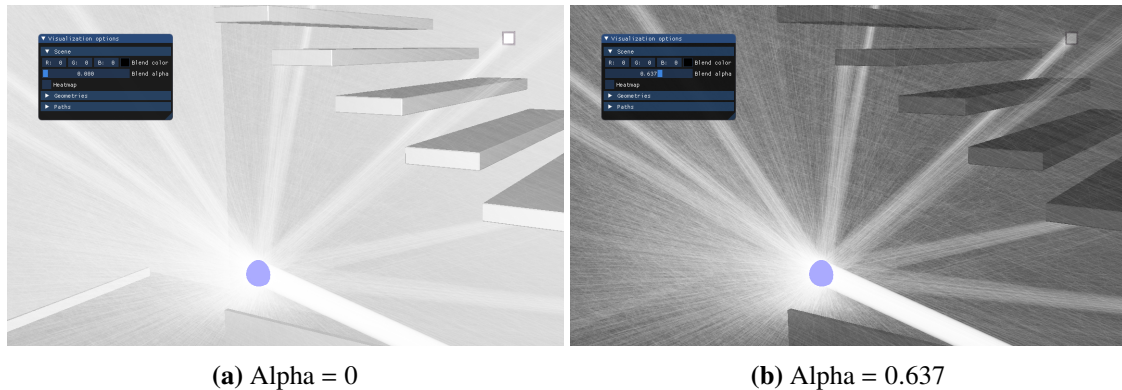 ▼ Visualization options
▼ Scene
R: 0 G: 0 B: 0 Blend color
0.000 Blend alpha
Heatmap
► Geometries
► Paths
▼ Visualization options
▼ Scene
R: 0 G: 0 B: 0 Blend color
0.637 Blend alpha
Heatmap
► Geometries
► Paths
(a) Alpha = 0
(b) Alpha = 0.637